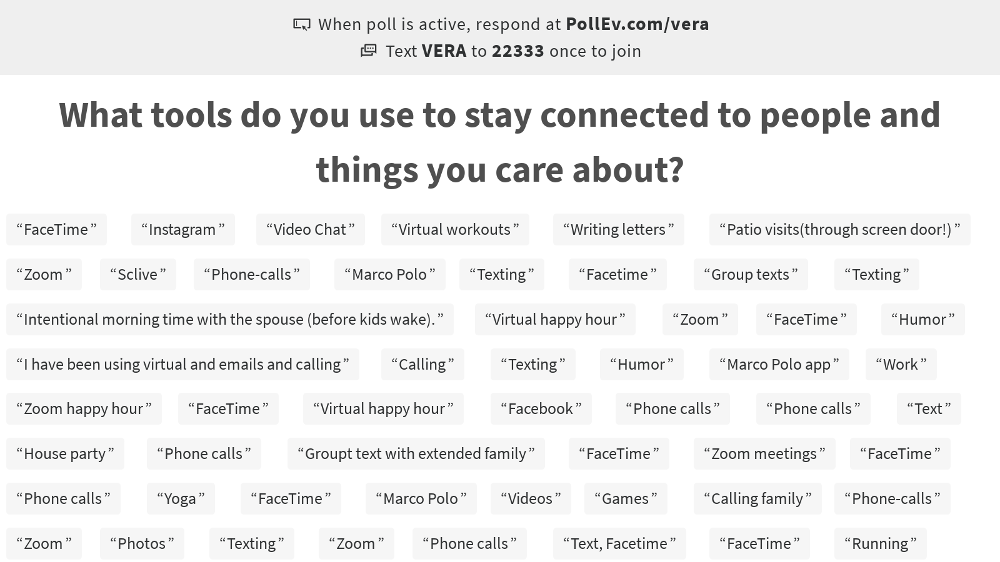 When poll is active, respond at PollEv.com/vera
Text VERA to 22333 once to join
What tools do you use to stay connected to people and
things you care about?
“FaceTime” “Instagram” “Video Chat” “Virtual workouts” “Writing letters” “Patio visits(through screen door!)”
“Zoom” “Sclive” “Phone-calls” “Marco Polo” “Texting” “Facetime” “Group texts” “Texting”
“Intentional morning time with the spouse (before kids wake).” “Virtual happy hour” “Zoom” “FaceTime” “Humor”
“I have been using virtual and emails and calling” “Calling” “Texting” “Humor” “Marco Polo app” “Work”
“Zoom happy hour” “FaceTime” “Virtual happy hour” “Facebook” “Phone calls” “Phone calls” “Text”
“House party” “Phone calls” “Groupt text with extended family” “FaceTime” “Zoom meetings” “FaceTime”
“Phone calls” “Yoga” “FaceTime” “Marco Polo” “Videos” “Games” “Calling family” “Phone-calls”
“Zoom” “Photos” “Texting” “Zoom” “Phone calls” “Text, Facetime” “FaceTime” “Running”